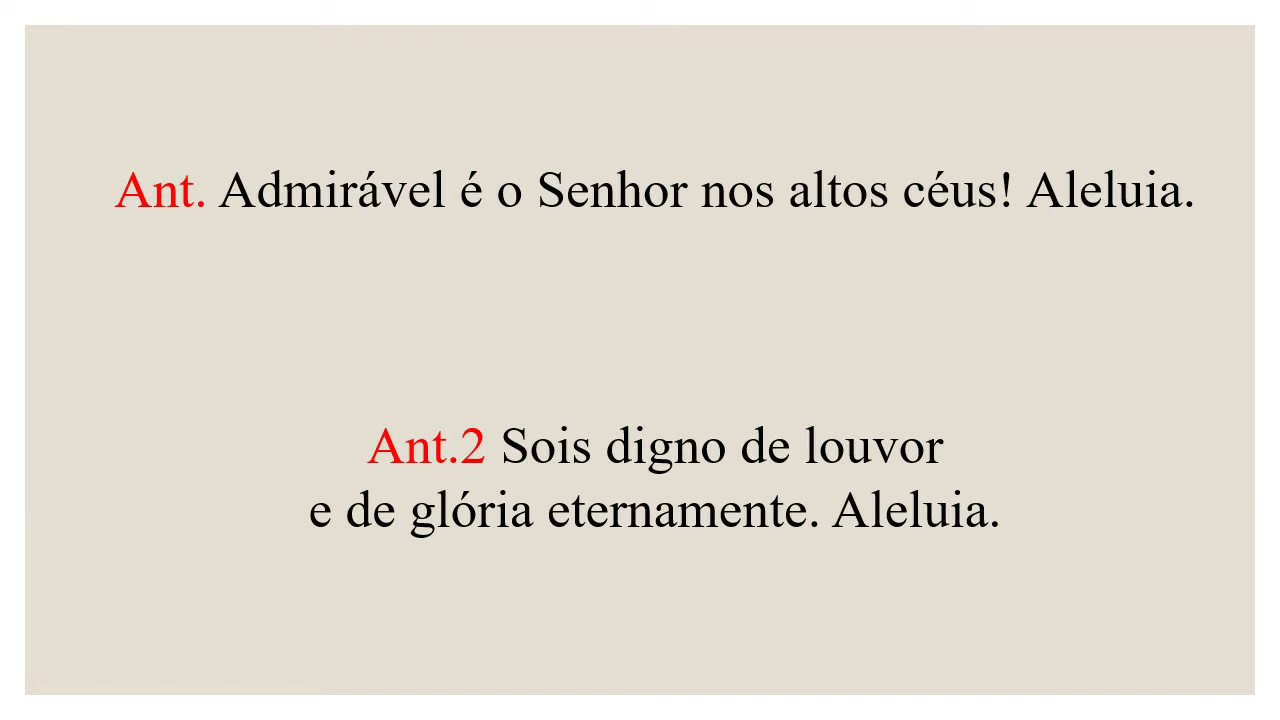 Ant. Admirável é o Senhor nos altos céus! Aleluia.
Ant.2 Sois digno de louvor
e de glória eternamente. Aleluia.